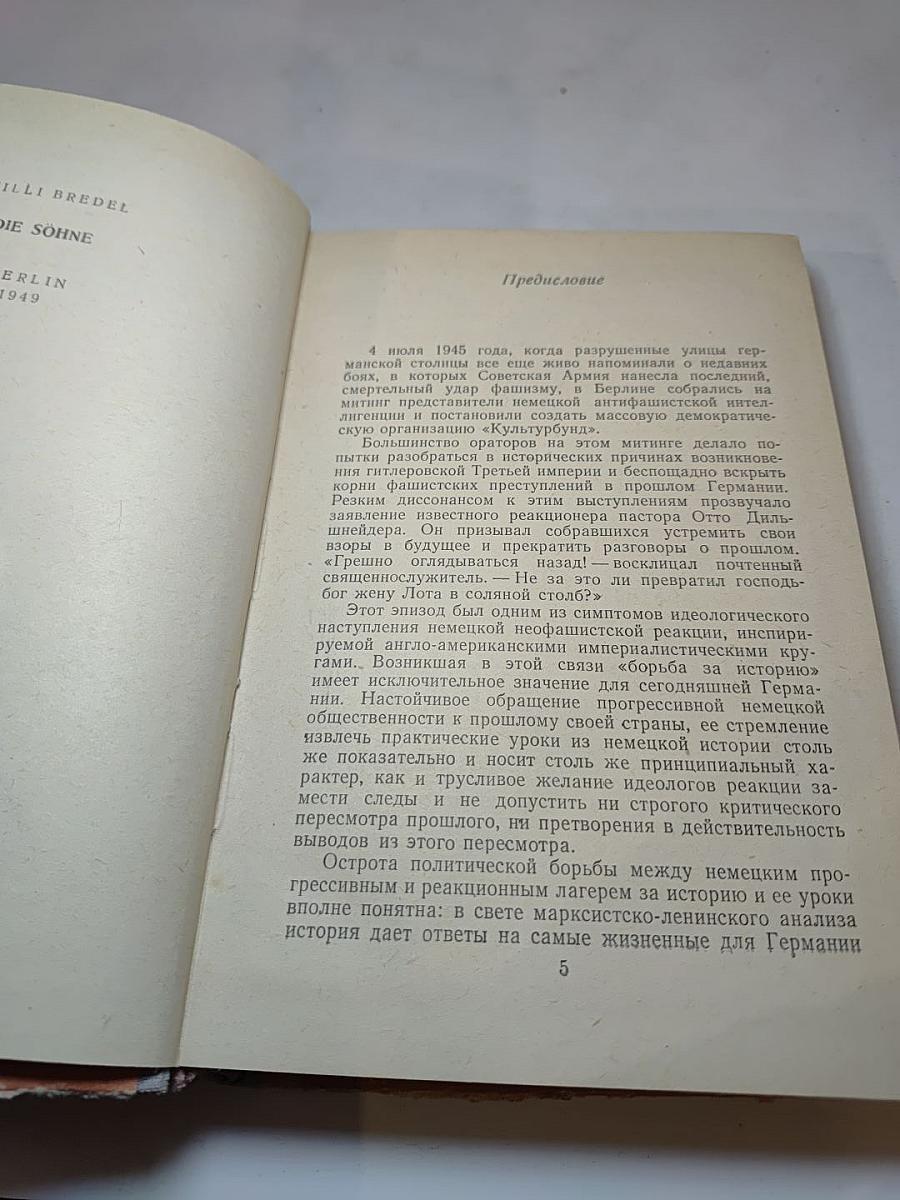 WILLI BREDEL
DIE SÖHNE
BERLIN
1949
Предисловие
4 июля 1945 года, когда разрушенные улицы гер-
манской столицы все еще живо напоминали о недавних
боях, в которых Советская Армия нанесла последний,
смертельный удар фашизму, в Берлине собрались на
митинг представители немецкой антифашистской интел-
лигенции и постановили создать массовую демократиче-
скую организацию «Культурбунд».
Большинство ораторов на этом митинге делало по-
пытки разобраться в исторических причинах возникнове-
ния гитлеровской Третьей империи и беспощадно вскрыть
корни фашистских преступлений в прошлом Германии.
Резким диссонансом к этим выступлениям прозвучало
заявление известного реакционера пастора Отто Диль-
шнейдера. Он призывал собравшихся устремить свои
взоры в будущее и прекратить разговоры о прошлом.
«Грешно оглядываться назад! — восклицал почтенный
священнослужитель. — Не за это ли превратил господь-
бог жену Лота в соляной столб?»
Этот эпизод был одним из симптомов идеологического
наступления немецкой неофашистской реакции, инспири-
руемой англо-американскими империалистическими кру-
гами. Возникшая в этой связи «борьба за историю»
имеет исключительное значение для сегодняшней Герма-
нии. Настойчивое обращение прогрессивной немецкой
общественности к прошлому своей страны, ее стремление
извлечь практические уроки из немецкой истории столь
же показательно и носит столь же принципиальный ха-
рактер, как и трусливое желание идеологов реакции за-
мести следы и не допустить ни строгого критического
пересмотра прошлого, ни претворения в действительность
выводов из этого пересмотра.
Острота политической борьбы между немецким про-
грессивным и реакционным лагерем за историю и ее уроки
вполне понятна: в свете марксистско-ленинского анализа
история дает ответы на самые жизненные для Германии
5